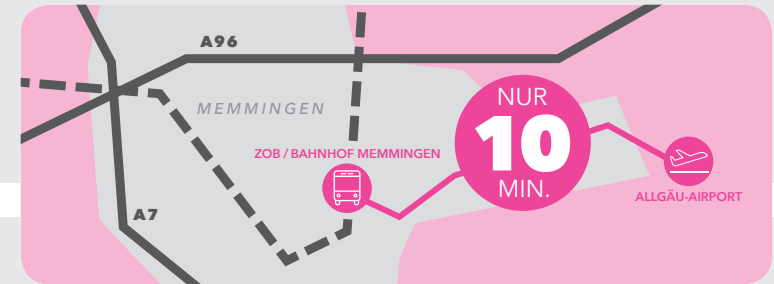 A96
MEMMINGEN
ZOB / BAHNHOF MEMMINGEN
NUR
10
MIN.
ALLGÄU-AIRPORT
A7